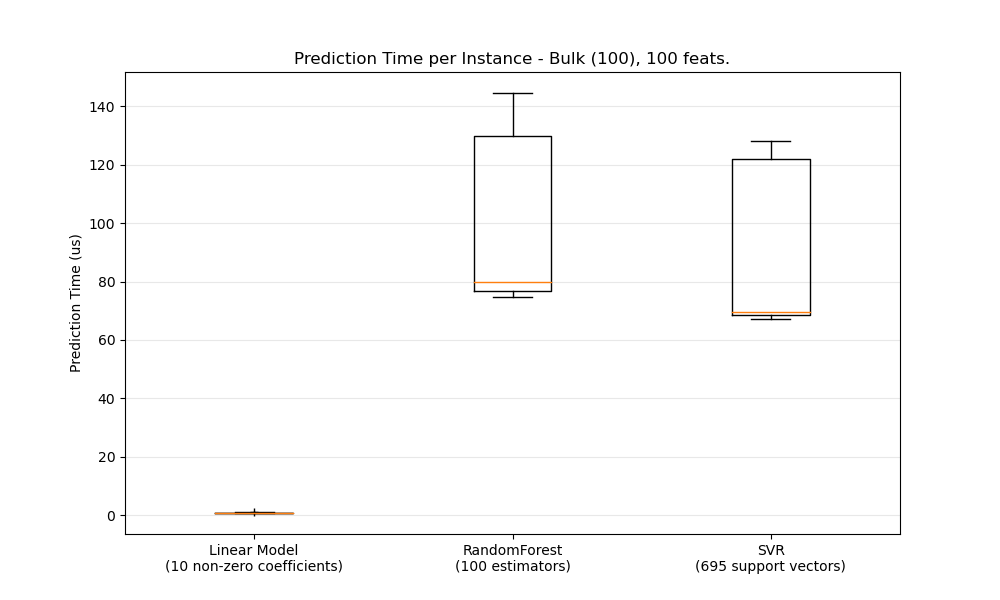 Prediction Time per Instance - Bulk (100), 100 feats.
Prediction Time (us)
140
120
100
80
60
40
20
0
Linear Model
(10 non-zero coefficients)
RandomForest
(100 estimators)
SVR
(695 support vectors)